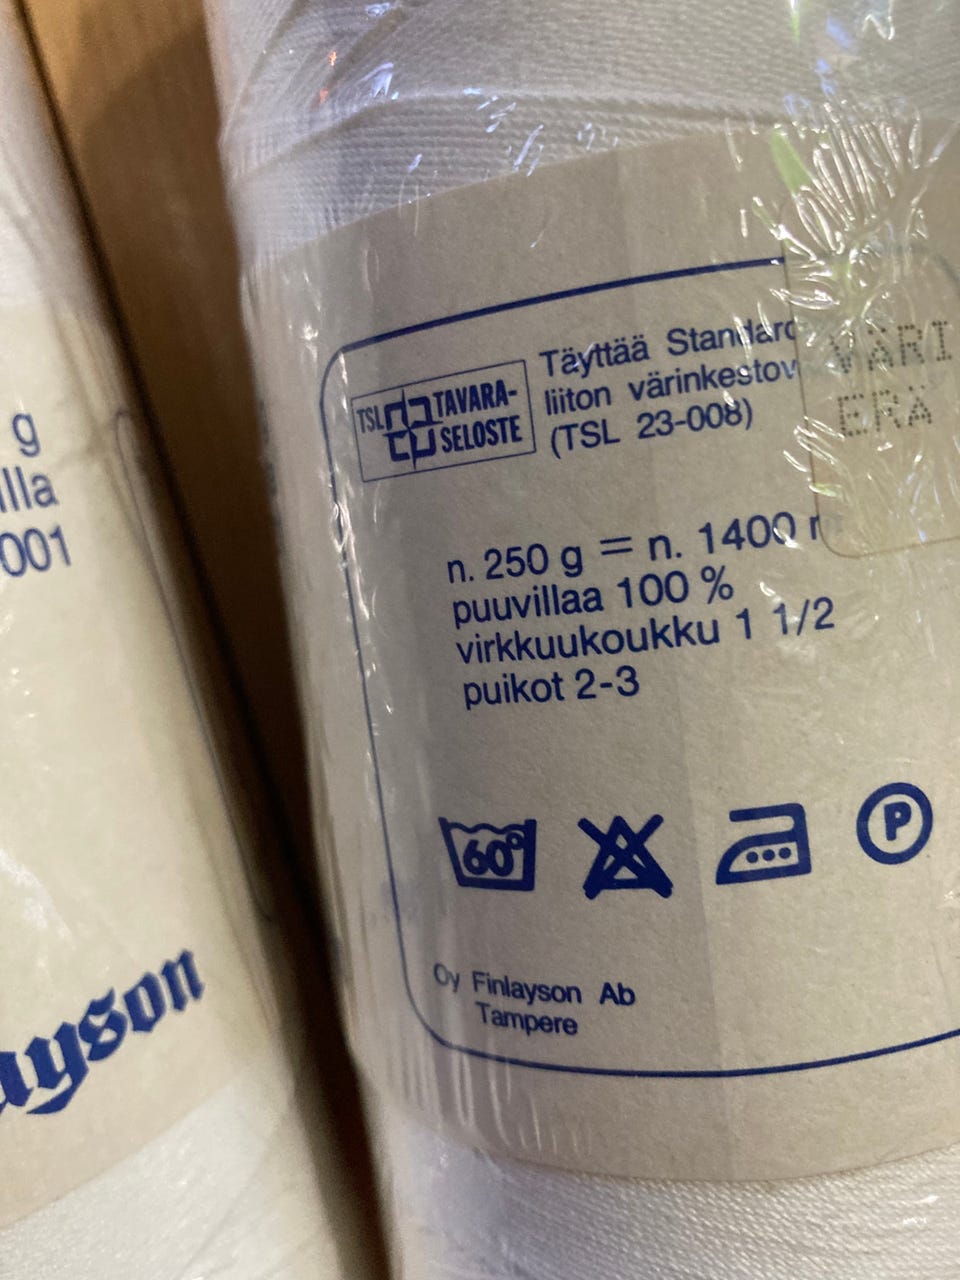 g
001
TSL TAVARA-
SELOSTE
Täyttää Standard
liiton värinkestov
(TSL 23-008)
VÄRI
ERÄ
n. 250 g = n. 1400
puuvillaa 100 %
virkkuukoukku 1 1/2
puikot 2-3
60°
P
Oy Finlayson Ab
Tampere
ayson